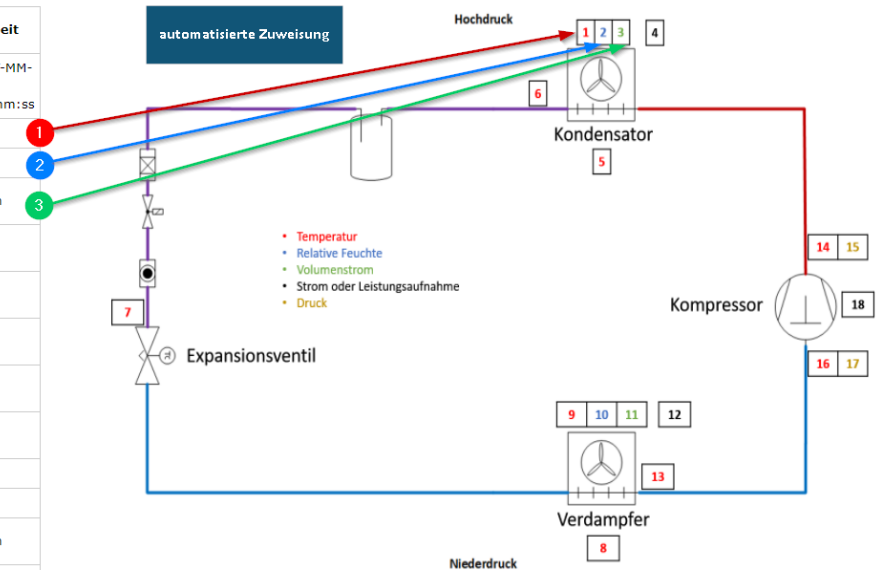 eit
-MM-
nm:ss
1
2
3
automatisierte Zuweisung
Hochdruck
1 2 3 4
6
Kondensator
5
• Temperatur
• Relative Feuchte
• Volumenstrom
• Strom oder Leistungsaufnahme
• Druck
14 15
Kompressor
18
16 17
7
Expansionsventil
9 10 11 12
13
Verdampfer
8
Niederdruck